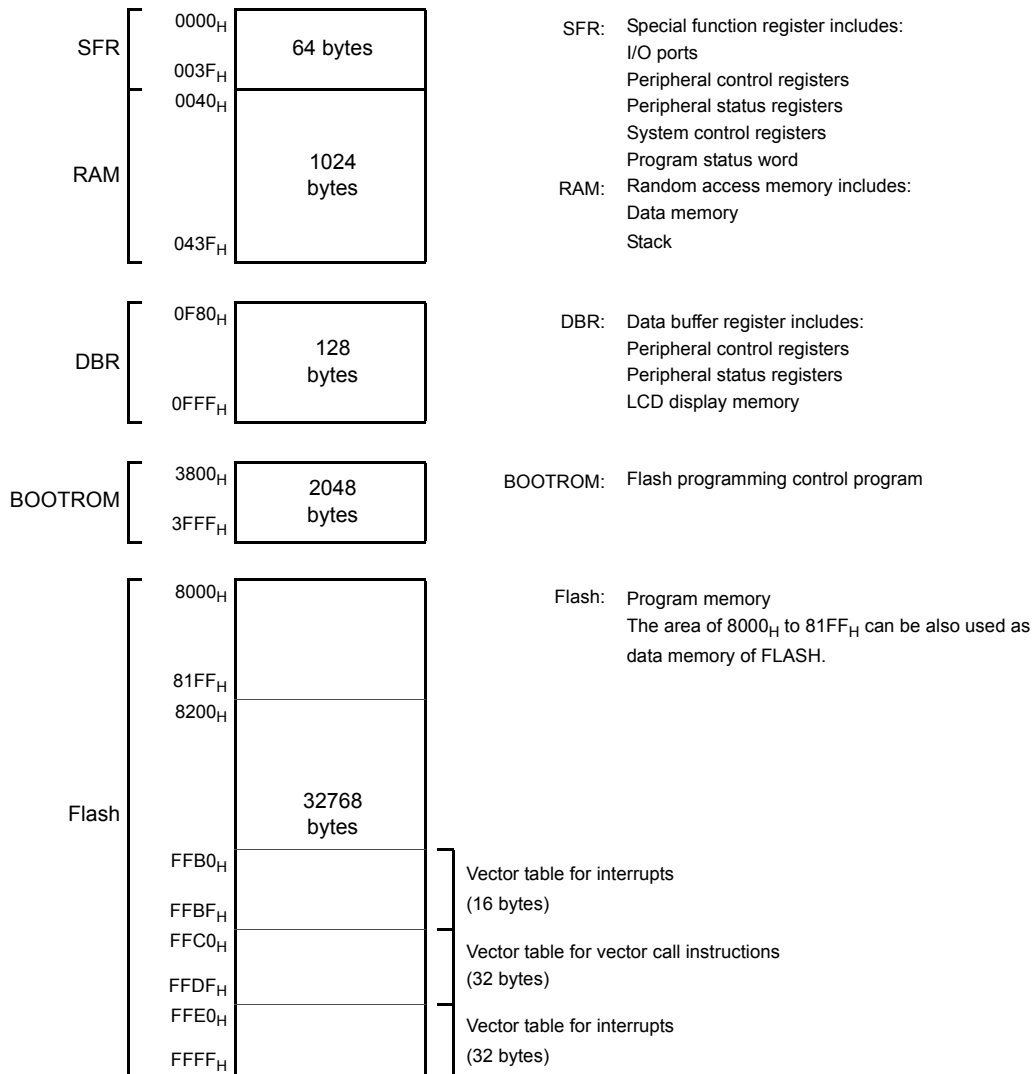 SFR
0000H
64 bytes
003FH
RAM
0040H
1024
bytes
043FH
DBR
0F80H
128
bytes
0FFFH
BOOTROM
3800H
2048
bytes
3FFFH
Flash
8000H
81FFH
8200H
32768
bytes
FFB0H
FFBFH
FFC0H
FFDFH
FFE0H
FFFFH
Vector table for interrupts
(16 bytes)
Vector table for vector call instructions
(32 bytes)
Vector table for interrupts
(32 bytes)
SFR: Special function register includes:
I/O ports
Peripheral control registers
Peripheral status registers
System control registers
Program status word
RAM: Random access memory includes:
Data memory
Stack
DBR: Data buffer register includes:
Peripheral control registers
Peripheral status registers
LCD display memory
BOOTROM: Flash programming control program
Flash: Program memory
The area of 8000H to 81FFH can be also used as
data memory of FLASH.